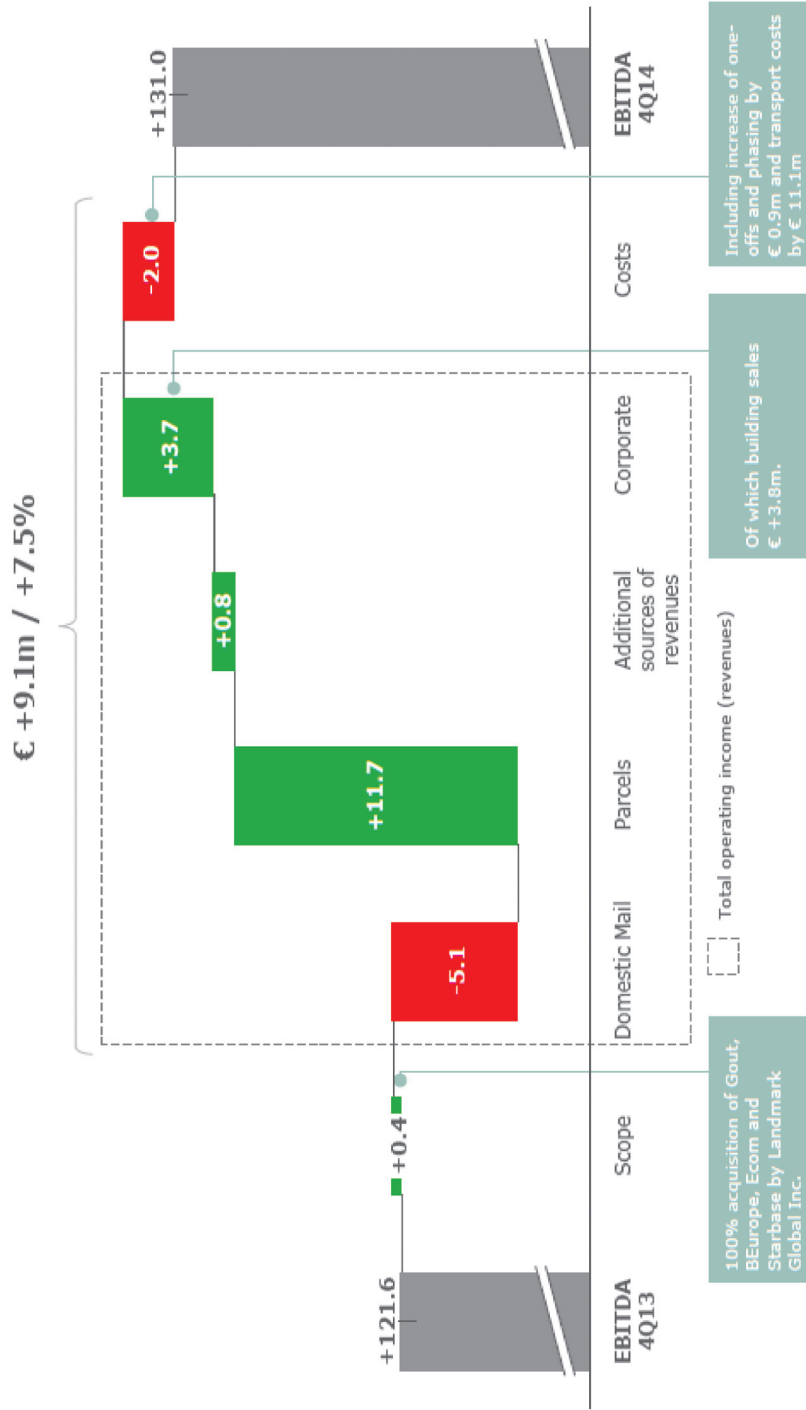 € +9.1m / +7.5%
+121.6
+0.4
-5.1
+11.7
+0.8
+3.7
-2.0
+131.0
EBITDA
4Q13
Scope
Domestic Mail
Parcels
Additional
sources of
revenues
Corporate
Costs
EBITDA
4Q14
100% acquisition of Gout,
BEurope, Ecom and
Starbase by Landmark
Global Inc.
Total operating income (revenues)
Of which building sales
€ +3.8m.
Including increase of one-
offs and phasing by
€ 0.9m and transport costs
by € 11.1m